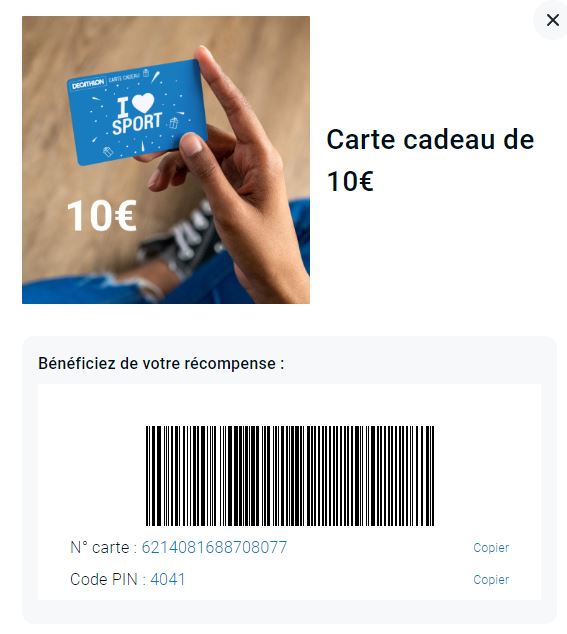 DECATHLON CARTE CADEAU
I
SPORT
10€
Carte cadeau de
10€
Bénéficiez de votre récompense :
N° carte : 6214081688708077 Copier
Code PIN : 4041 Copier